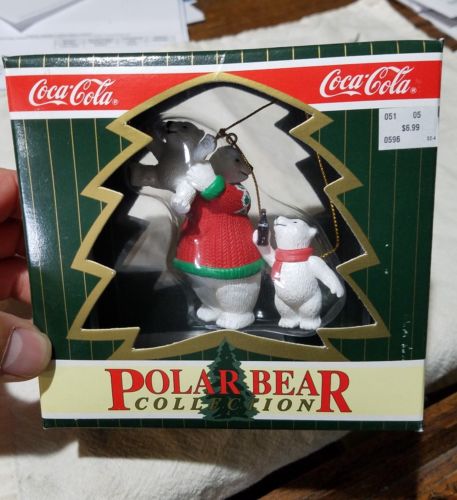 Coca-Cola®
Coca-Cola®
051 05
$6.99
0596
POLAR BEAR
COLLECTION